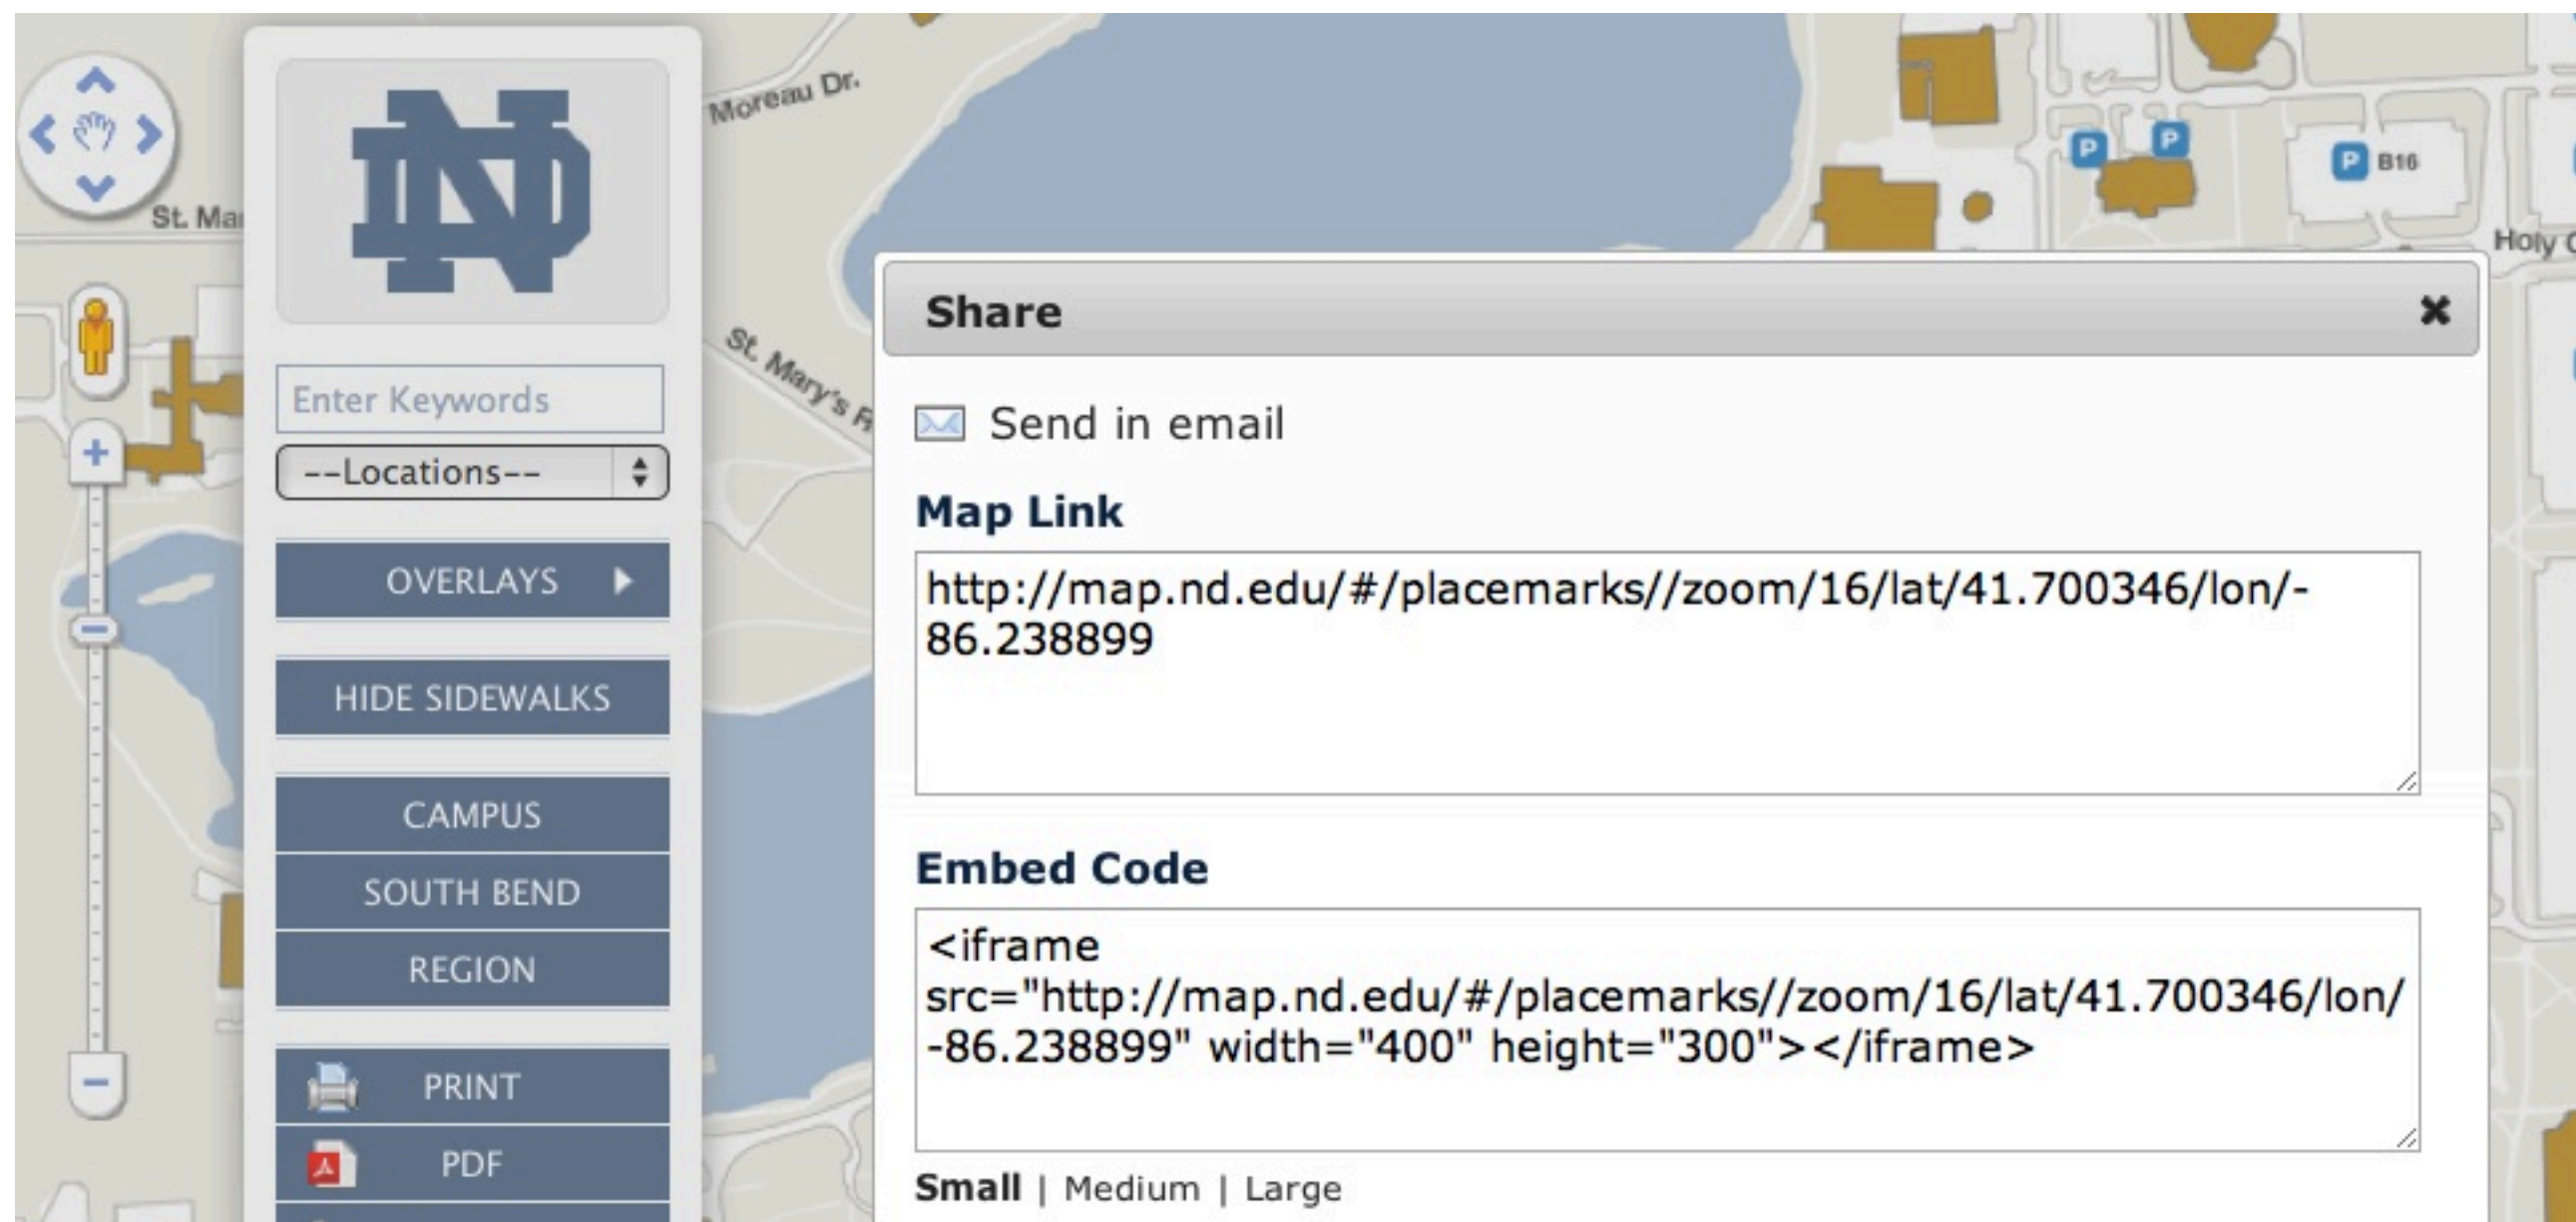 Moreau Dr.
St. Mar
St. Mary's R
ND
Enter Keywords
--Locations--
OVERLAYS
HIDE SIDEWALKS
CAMPUS
SOUTH BEND
REGION
PRINT
PDF
P
P
P B16
Holy C
Share
Send in email
Map Link
http://map.nd.edu/#/placemarks//zoom/16/lat/41.700346/lon/-
86.238899
Embed Code
<iframe
src="http://map.nd.edu/#/placemarks//zoom/16/lat/41.700346/lon/
-86.238899" width="400" height="300"></iframe>
Small | Medium | Large